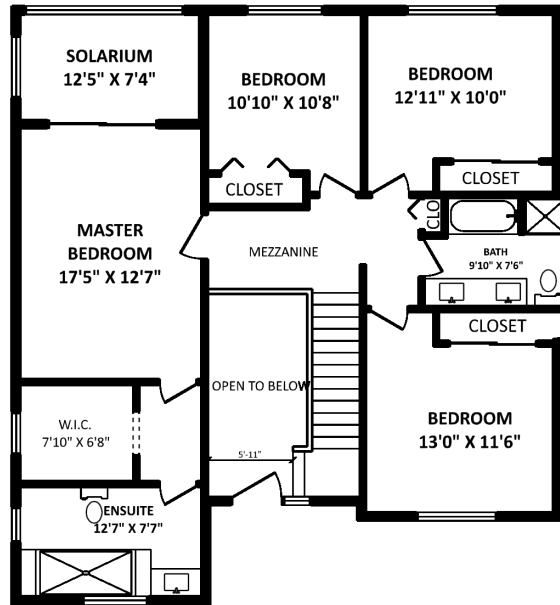 SOLARIUM
12'5" X 7'4"
BEDROOM
10'10" X 10'8"
BEDROOM
12'11" X 10'0"
CLOSET
CLOSET
CLO
MASTER
BEDROOM
17'5" X 12'7"
MEZZANINE
BATH
9'10" X 7'6"
CLOSET
OPEN TO BELOW
W.I.C.
7'10" X 6'8"
BEDROOM
13'0" X 11'6"
5'-11"
ENSUITE
12'7" X 7'7"